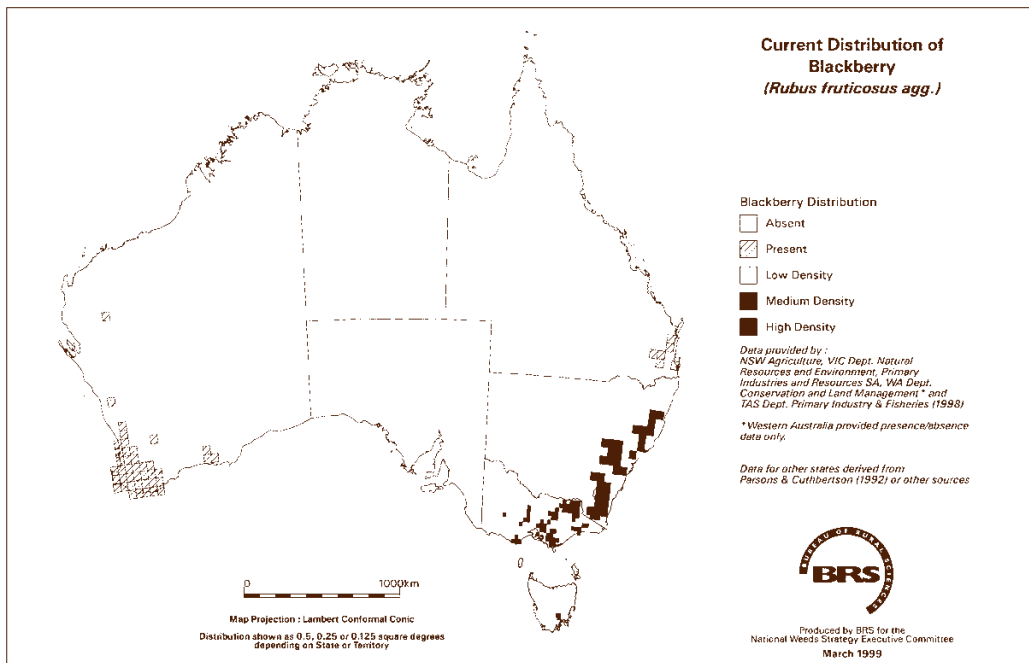 Current Distribution of
Blackberry
(Rubus fruticosus agg.)
Blackberry Distribution
Absent
Present
Low Density
Medium Density
High Density
Data provided by :
NSW Agriculture, VIC Dept. Natural
Resources and Environment, Primary
Industries and Resources SA, WA Dept.
Conservation and Land Management* and
TAS Dept. Primary Industry & Fisheries (1998)
*Western Australia provided presence/absence
data only.
Data for other states derived from
Parsons & Cuthbertson (1992) or other sources
0 1000km
Map Projection : Lambert Conformal Conic
Distribution shown as 0.5, 0.25 or 0.125 square degrees
depending on State or Territory
BUREAU OF RURAL SCIENCES
BRS
Produced by BRS for the
National Weeds Strategy Executive Committee
March 1999